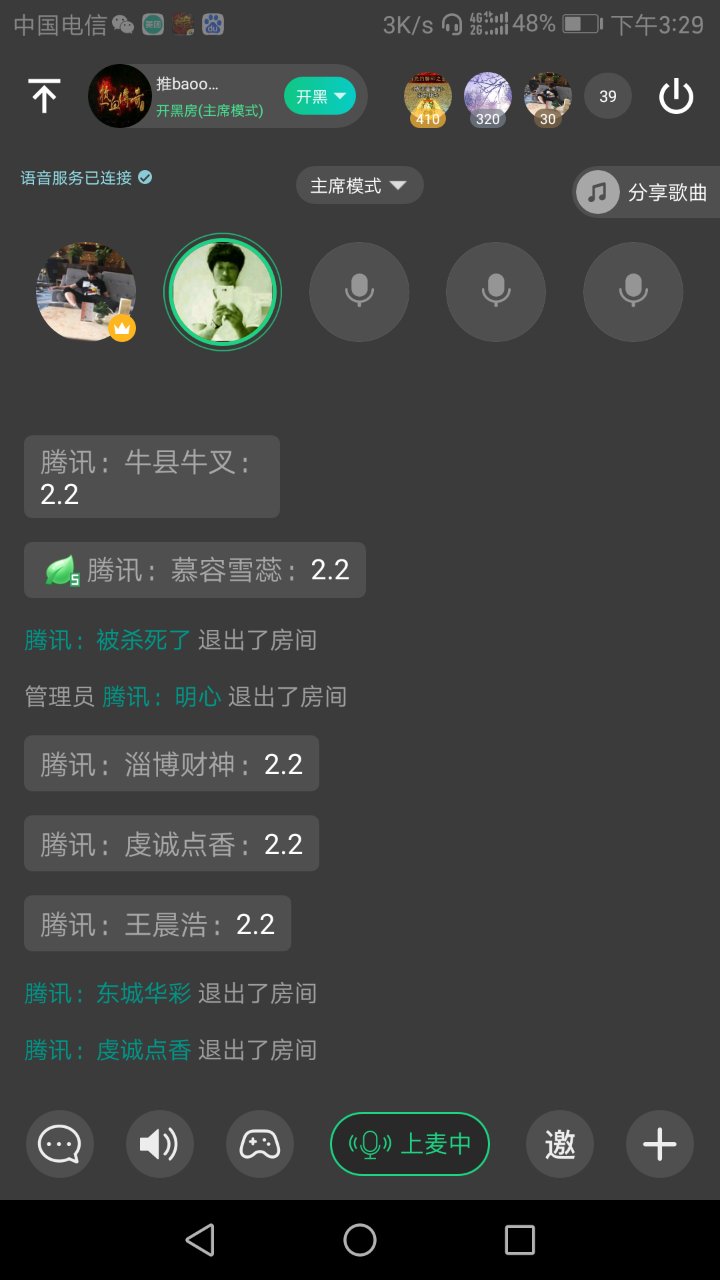 中国电信 3K/s 4G 2G 48% 下午3:29
推baoo...
开黑房(主席模式)
开黑
410 320 30 39
语音服务已连接
主席模式
分享歌曲
腾讯：牛县牛叉：
2.2
5 腾讯：慕容雪蕊：2.2
腾讯：被杀死了 退出了房间
管理员 腾讯：明心 退出了房间
腾讯：淄博财神：2.2
腾讯：虔诚点香：2.2
腾讯：王晨浩：2.2
腾讯：东城华彩 退出了房间
腾讯：虔诚点香 退出了房间
上麦中
邀